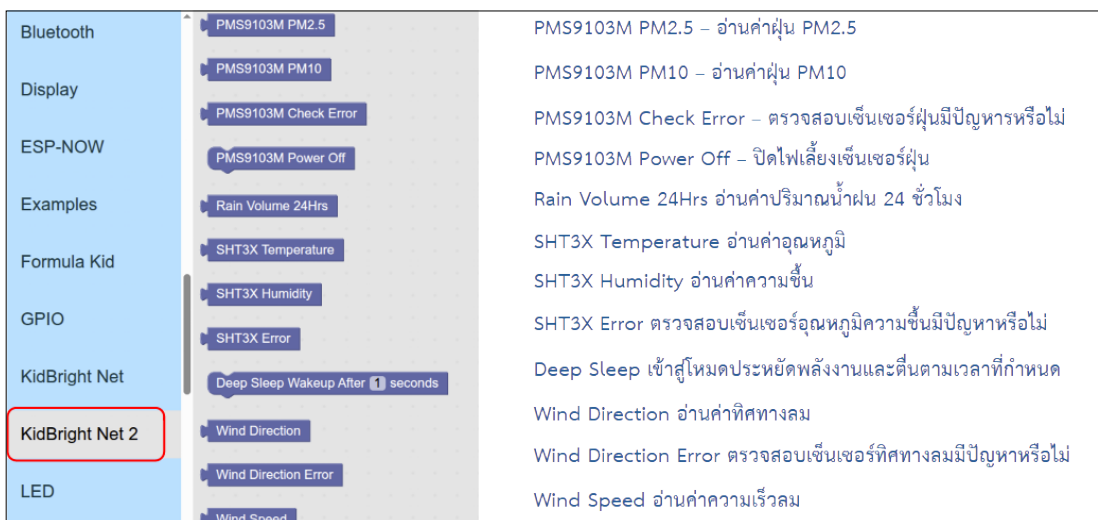 Bluetooth
Display
ESP-NOW
Examples
Formula Kid
GPIO
KidBright Net
KidBright Net 2
LED
PMS9103M PM2.5
PMS9103M PM10
PMS9103M Check Error
PMS9103M Power Off
Rain Volume 24Hrs
SHT3X Temperature
SHT3X Humidity
SHT3X Error
Deep Sleep Wakeup After 1 seconds
Wind Direction
Wind Direction Error
Wind Speed
PMS9103M PM2.5 – อ่านค่าฝุ่น PM2.5
PMS9103M PM10 – อ่านค่าฝุ่น PM10
PMS9103M Check Error – ตรวจสอบเซ็นเซอร์ฝุ่นมีปัญหารหรือไม่
PMS9103M Power Off – ปิดไฟเลี้ยงเซ็นเซอร์ฝุ่น
Rain Volume 24Hrs อ่านค่าปริมาณน้ำฝน 24 ชั่วโมง
SHT3X Temperature อ่านค่าอุณหภูมิ
SHT3X Humidity อ่านค่าความชื้น
SHT3X Error ตรวจสอบเซ็นเซอร์อุณหภูมิความชื้นมีปัญหาหรือไม่
Deep Sleep เข้าสู่โหมดประหยัดพลังงานและตื่นตามเวลาที่กำหนด
Wind Direction อ่านค่าทิศทางลม
Wind Direction Error ตรวจสอบเซ็นเซอร์ทิศทางลมมีปัญหาหรือไม่
Wind Speed อ่านค่าความเร็วลม